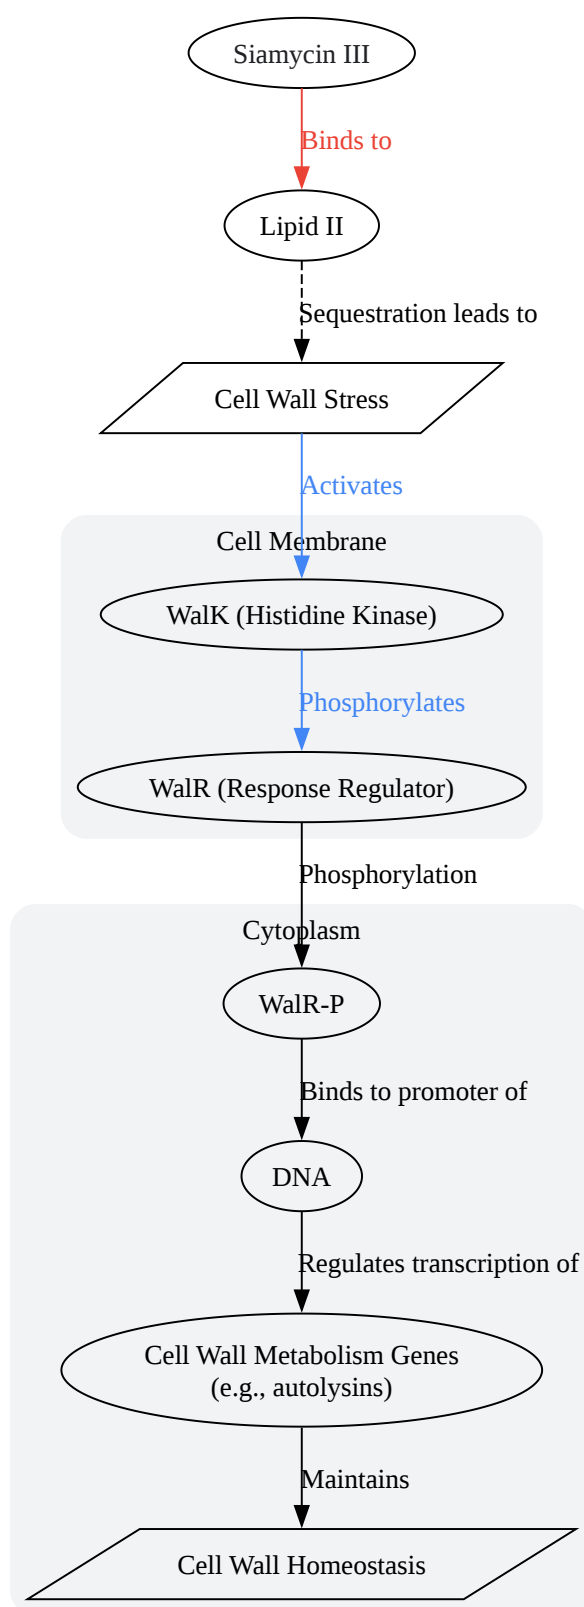 Siamycin III
Binds to
Lipid II
Sequestration leads to
Cell Wall Stress
Activates
Cell Membrane
WalK (Histidine Kinase)
Phosphorylates
WalR (Response Regulator)
Phosphorylation
Cytoplasm
WalR-P
Binds to promoter of
DNA
Regulates transcription of
Cell Wall Metabolism Genes
(e.g., autolysins)
Maintains
Cell Wall Homeostasis